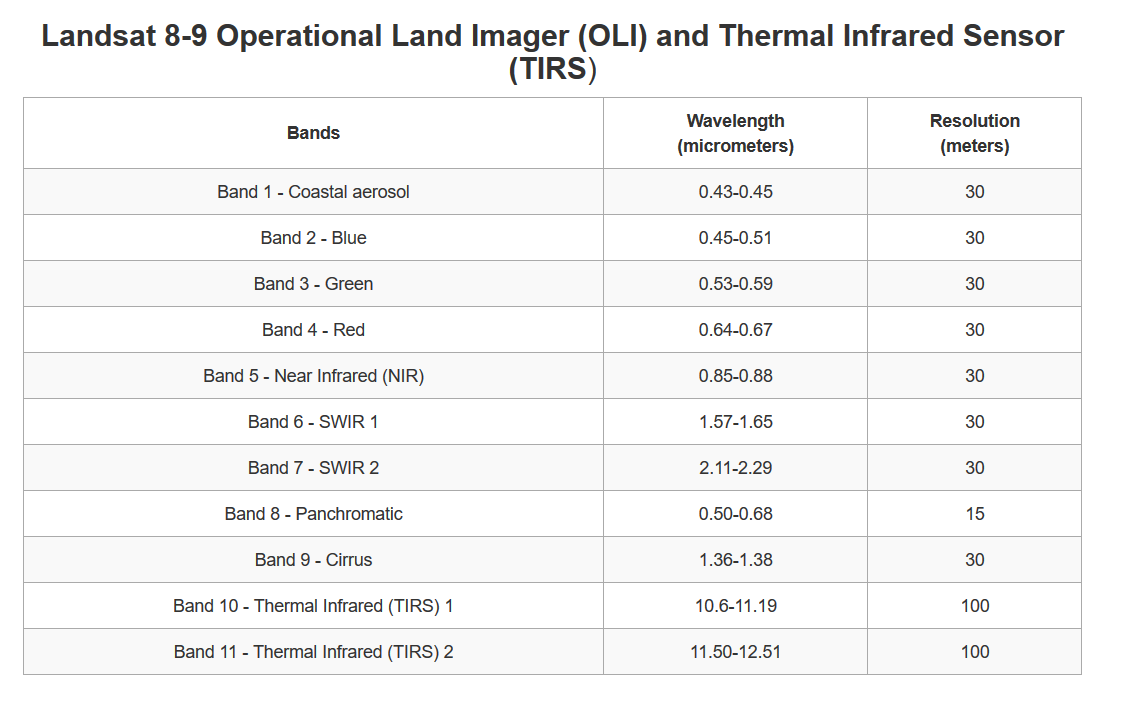 Landsat 8-9 Operational Land Imager (OLI) and Thermal Infrared Sensor
(TIRS)
Bands Wavelength (micrometers) Resolution (meters)
Band 1 - Coastal aerosol 0.43-0.45 30
Band 2 - Blue 0.45-0.51 30
Band 3 - Green 0.53-0.59 30
Band 4 - Red 0.64-0.67 30
Band 5 - Near Infrared (NIR) 0.85-0.88 30
Band 6 - SWIR 1 1.57-1.65 30
Band 7 - SWIR 2 2.11-2.29 30
Band 8 - Panchromatic 0.50-0.68 15
Band 9 - Cirrus 1.36-1.38 30
Band 10 - Thermal Infrared (TIRS) 1 10.6-11.19 100
Band 11 - Thermal Infrared (TIRS) 2 11.50-12.51 100